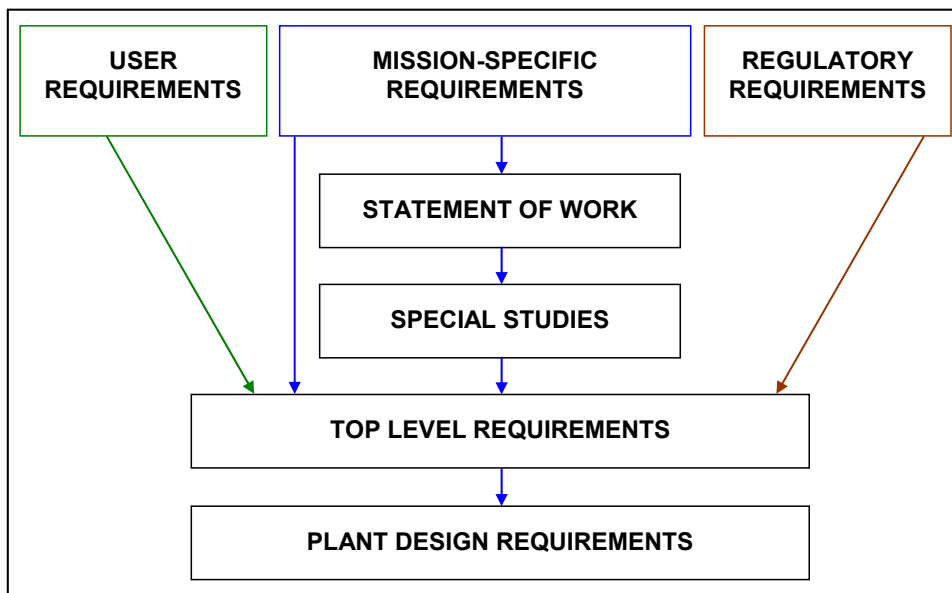 USER
REQUIREMENTS
MISSION-SPECIFIC
REQUIREMENTS
REGULATORY
REQUIREMENTS
STATEMENT OF WORK
SPECIAL STUDIES
TOP LEVEL REQUIREMENTS
PLANT DESIGN REQUIREMENTS